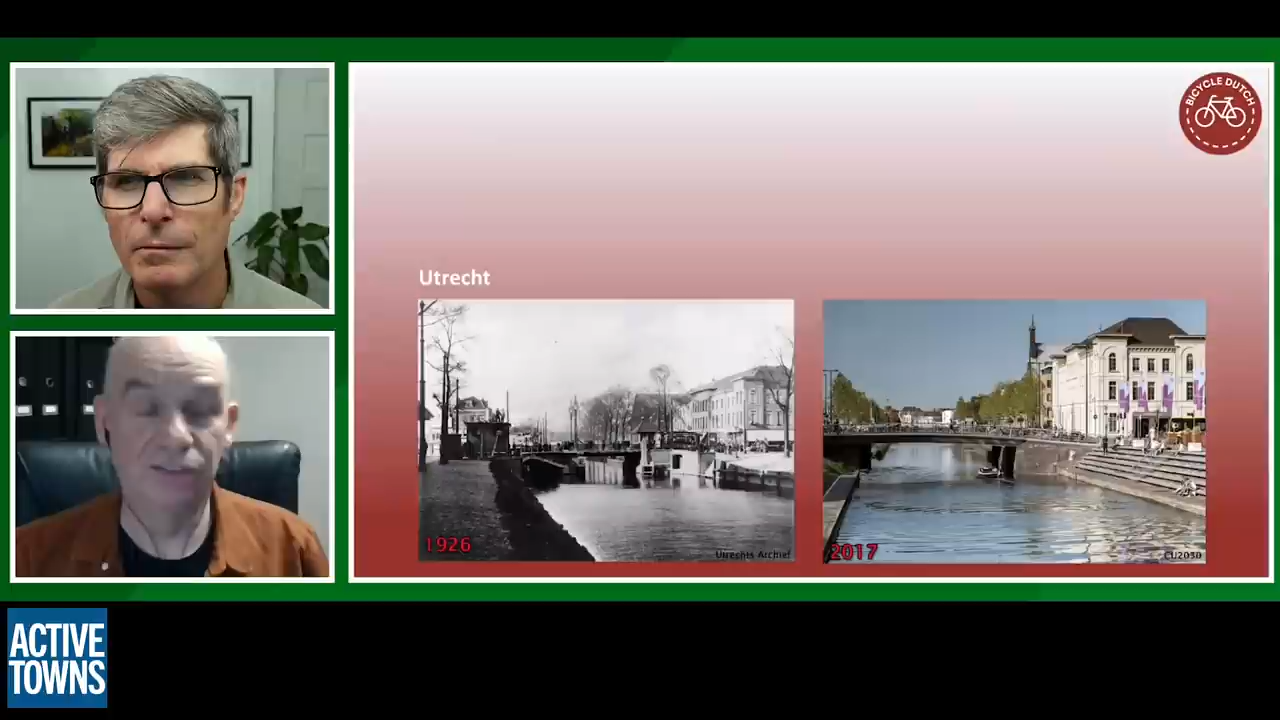 BICYCLE DUTCH
Utrecht
1926
Utrechts Archief
2017
CU2030
ACTIVE
TOWNS